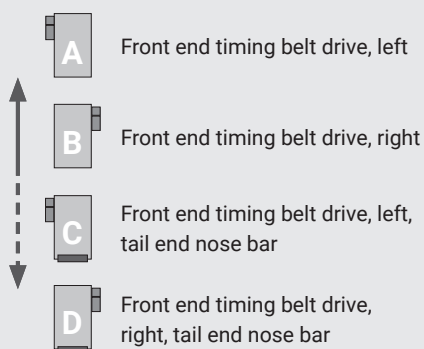 A
Front end timing belt drive, left
B
Front end timing belt drive, right
C
Front end timing belt drive, left,
tail end nose bar
D
Front end timing belt drive,
right, tail end nose bar